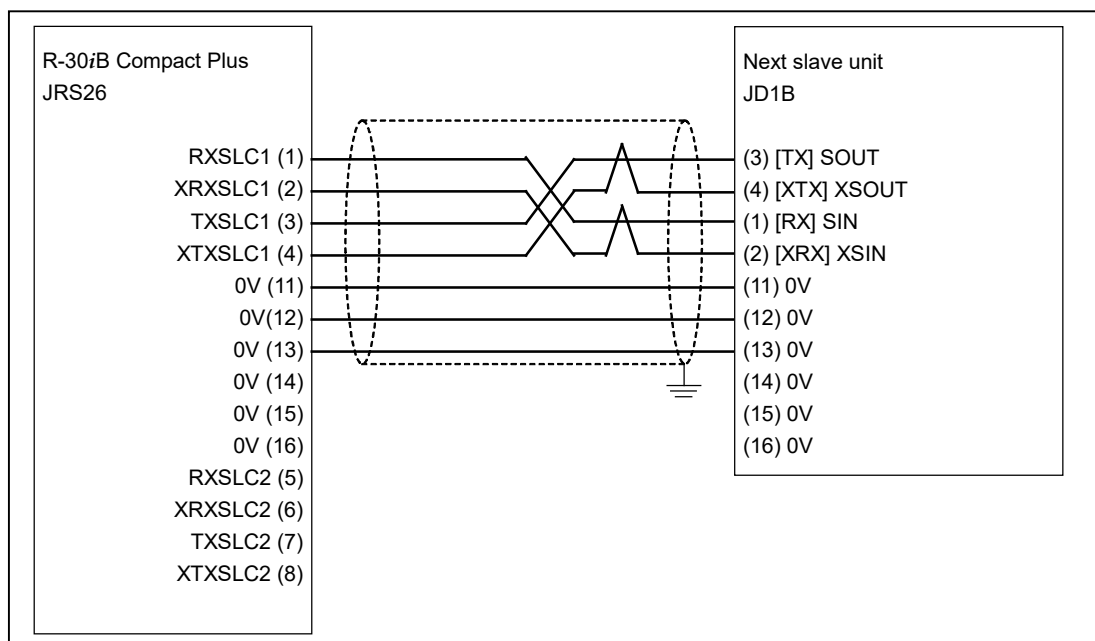 R-30iB Compact Plus
JRS26
RXSLC1 (1)
XRXSLC1 (2)
TXSLC1 (3)
XTXSLC1 (4)
0V (11)
0V(12)
0V (13)
0V (14)
0V (15)
0V (16)
RXSLC2 (5)
XRXSLC2 (6)
TXSLC2 (7)
XTXSLC2 (8)
Next slave unit
JD1B
(3) [TX] SOUT
(4) [XTX] XSOUT
(1) [RX] SIN
(2) [XRX] XSIN
(11) 0V
(12) 0V
(13) 0V
(14) 0V
(15) 0V
(16) 0V